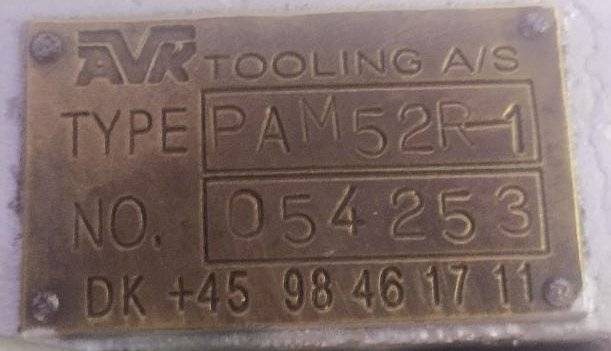 AVK TOOLING A/S
TYPE PAM52R-1
NO. 054253
DK +45 98 46 17 11